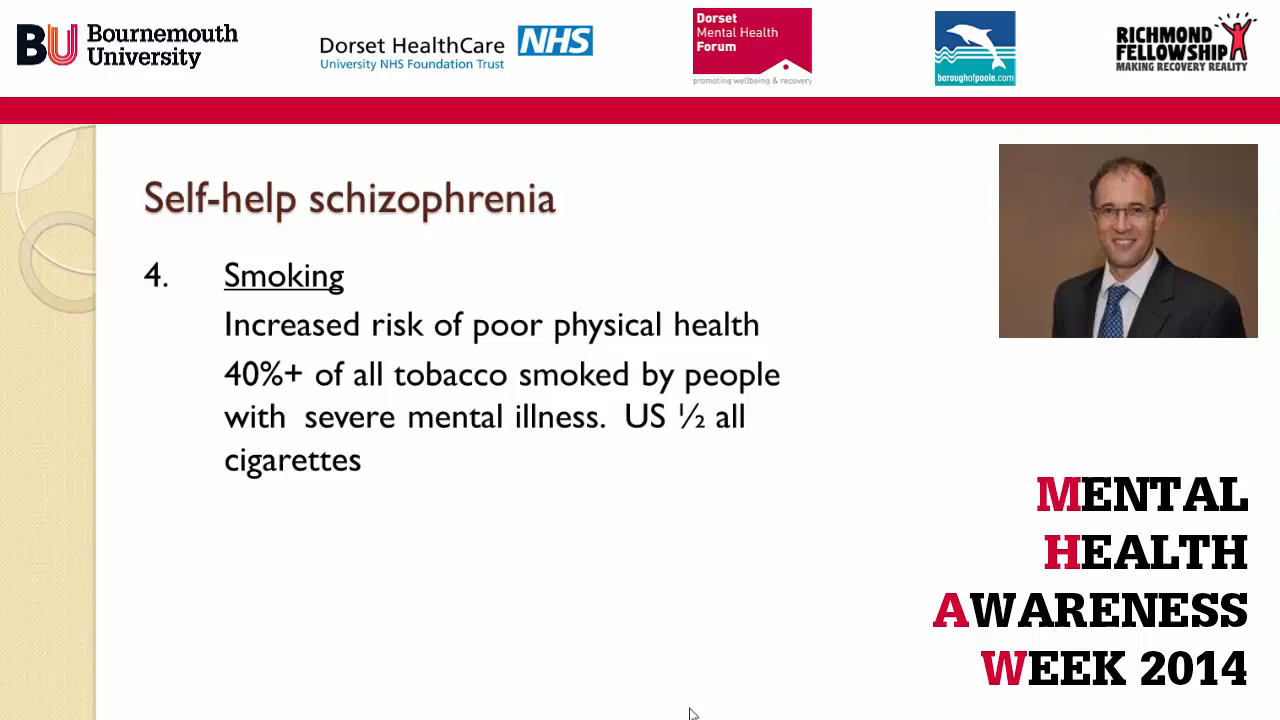 BU Bournemouth
University
Dorset HealthCare NHS
University NHS Foundation Trust
Dorset
Mental Health
Forum
promoting wellbeing & recovery
boroughofpoole.com
RICHMOND
FELLOWSHIP
MAKING RECOVERY REALITY
Self-help schizophrenia
4. Smoking
Increased risk of poor physical health
40%+ of all tobacco smoked by people
with severe mental illness. US ½ all
cigarettes
MENTAL
HEALTH
AWARENESS
WEEK 2014